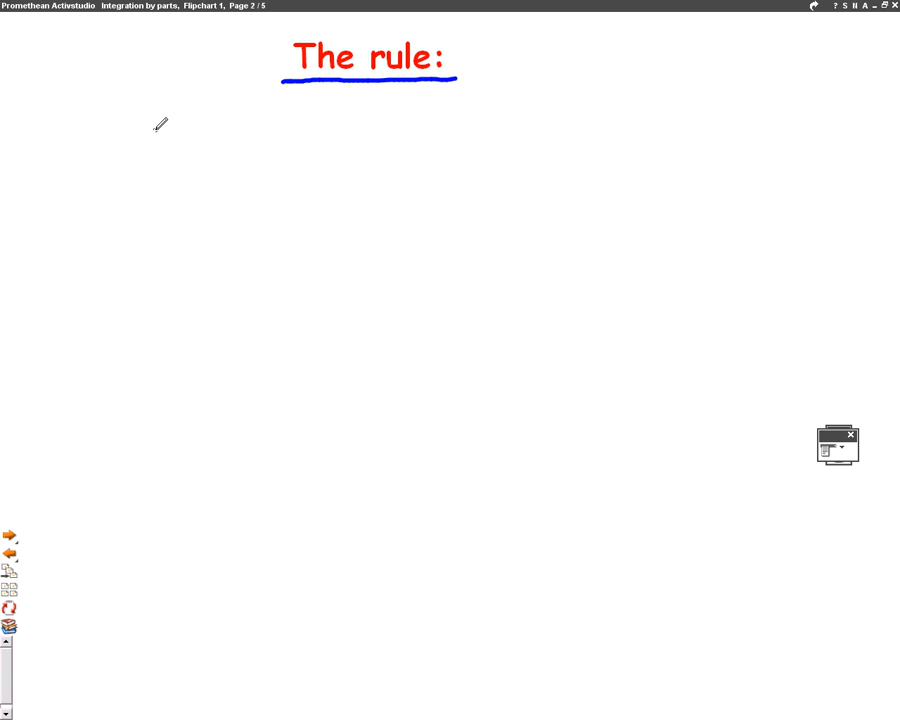 Promethean Activstudio Integration by parts, Flipchart 1, Page 2 / 5
? S N A
The rule: